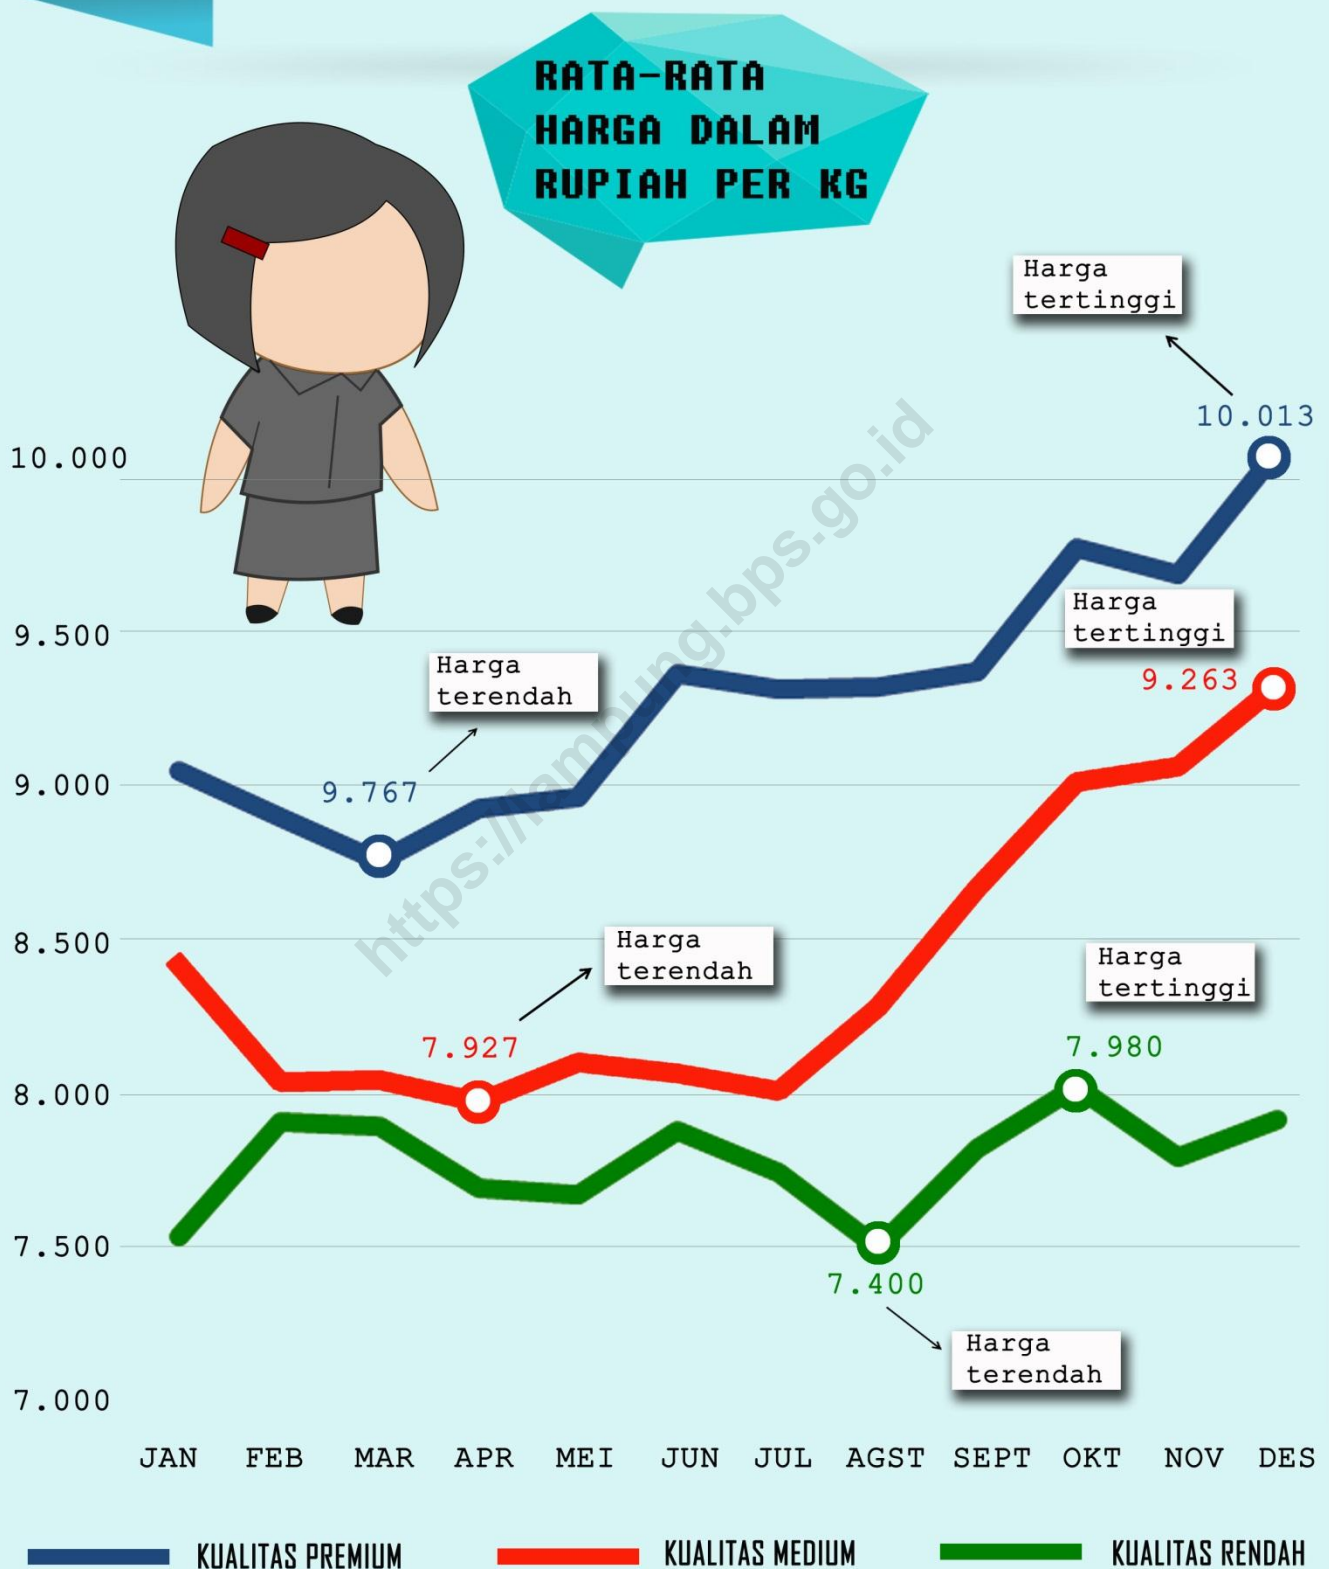 RATA-RATA
HARGA DALAM
RUPIAH PER KG
Harga
tertinggi
10.013
10.000
Harga
tertinggi
9.500
Harga
terendah
9.263
9.767
9.000
8.500
Harga
terendah
Harga
tertinggi
7.927
7.980
8.000
7.500
7.400
Harga
terendah
7.000
JAN FEB MAR APR MEI JUN JUL AGST SEPT OKT NOV DES
KUALITAS PREMIUM KUALITAS MEDIUM KUALITAS RENDAH
https://lampung.bps.go.id